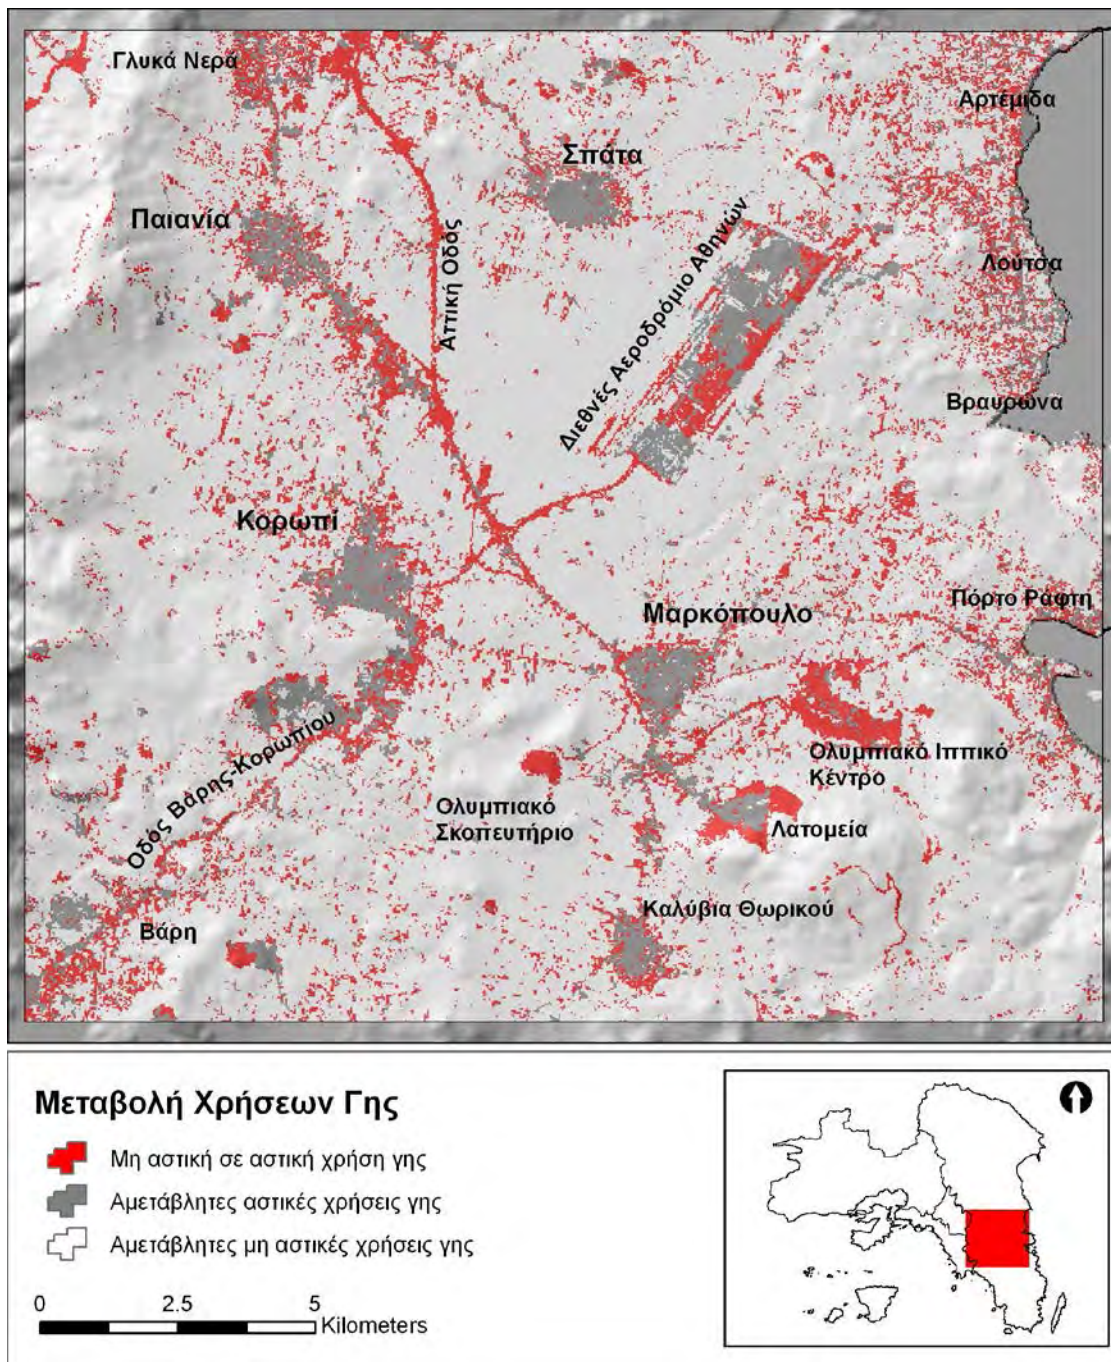 Γλυκά Νερά
Αρτέμιδα
Σπάτα
Παιανία
Αττική Οδός
Διεθνές Αεροδρόμιο Αθηνών
Λούτσα
Βραυρώνα
Κορωπί
Μαρκόπουλο
Πόρτο Ράφτη
Οδός Βάρης-Κορωπίου
Ολυμπιακό Ιππικό
Κέντρο
Ολυμπιακό
Σκοπευτήριο
Λατομεία
Καλύβια Θωρικού
Βάρη
Μεταβολή Χρήσεων Γης
Μη αστική σε αστική χρήση γης
Αμετάβλητες αστικές χρήσεις γης
Αμετάβλητες μη αστικές χρήσεις γης
0 2.5 5
Kilometers